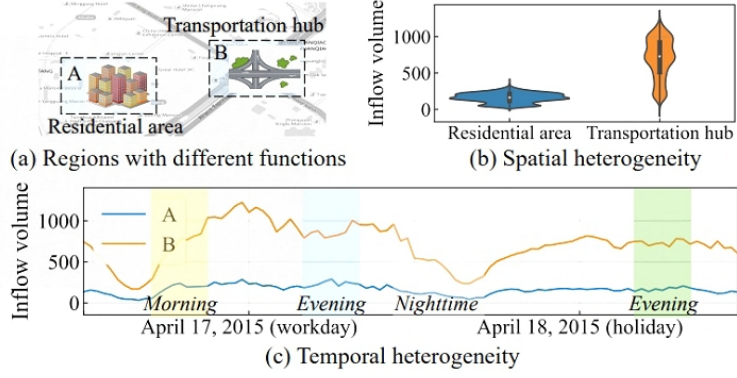 Transportation hub
B
A
Residential area
(a) Regions with different functions
Inflow volume
1000
500
0
Residential area
Transportation hub
(b) Spatial heterogeneity
Inflow volume
1000
500
0
A
B
Morning
Evening
Nighttime
Evening
April 17, 2015 (workday)
April 18, 2015 (holiday)
(c) Temporal heterogeneity